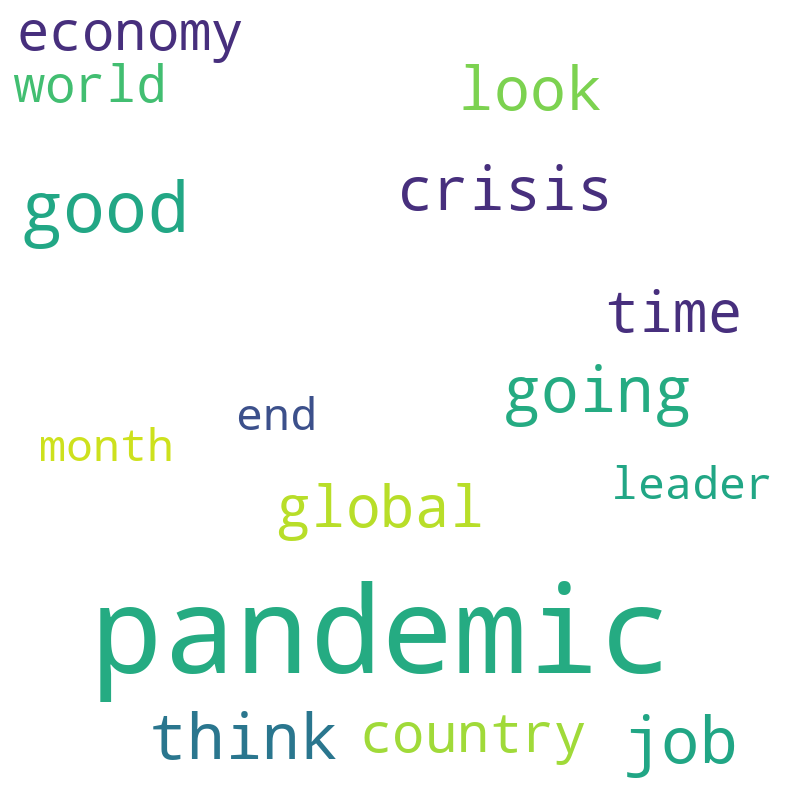 economy
world look
good crisis
time
going
end
month
leader
global
pandemic
think country job